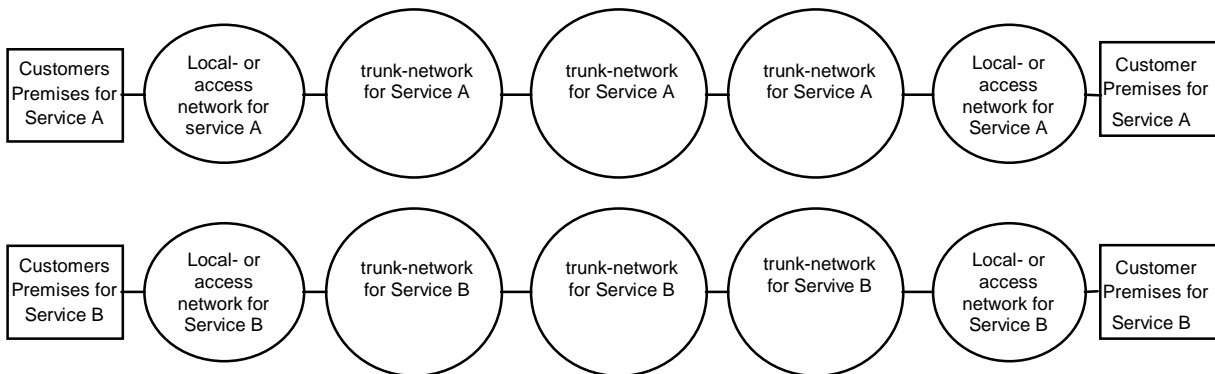 Customers
Premises for
Service A
Local- or
access
network for
service A
trunk-network
for Service A
trunk-network
for Service A
trunk-network
for Service A
Local- or
access
network for
Service A
Customer
Premises for
Service A
Customers
Premises for
Service B
Local- or
access
network for
Service B
trunk-network
for Service B
trunk-network
for Service B
trunk-network
for Servive B
Local- or
access
network for
Service B
Customer
Premises for
Service B